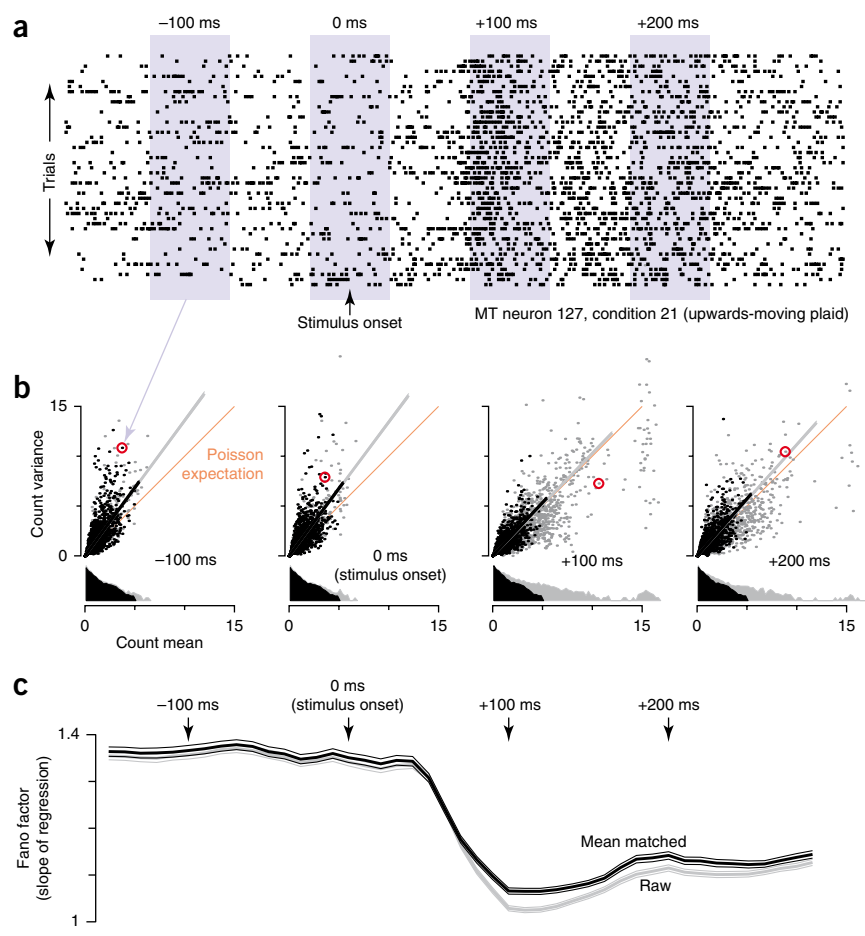 a
–100 ms
0 ms
+100 ms
+200 ms
Trials
Stimulus onset
MT neuron 127, condition 21 (upwards-moving plaid)
b
15
Count variance
0
Poisson
expectation
–100 ms
0 ms
(stimulus onset)
+100 ms
+200 ms
0
15
0
15
0
15
0
15
Count mean
c
–100 ms
0 ms
(stimulus onset)
+100 ms
+200 ms
1.4
Fano factor
(slope of regression)
1
Mean matched
Raw